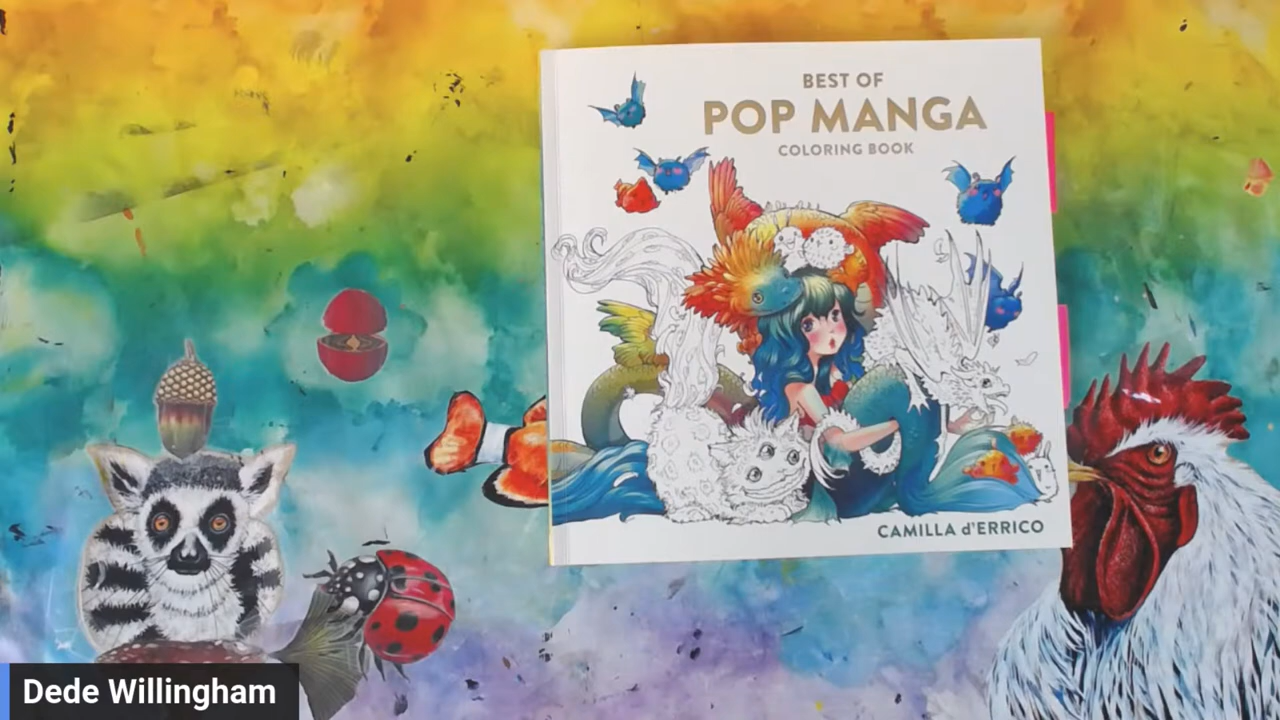 BEST OF
POP MANGA
COLORING BOOK
CAMILLA d'ERRICO
Dede Willingham